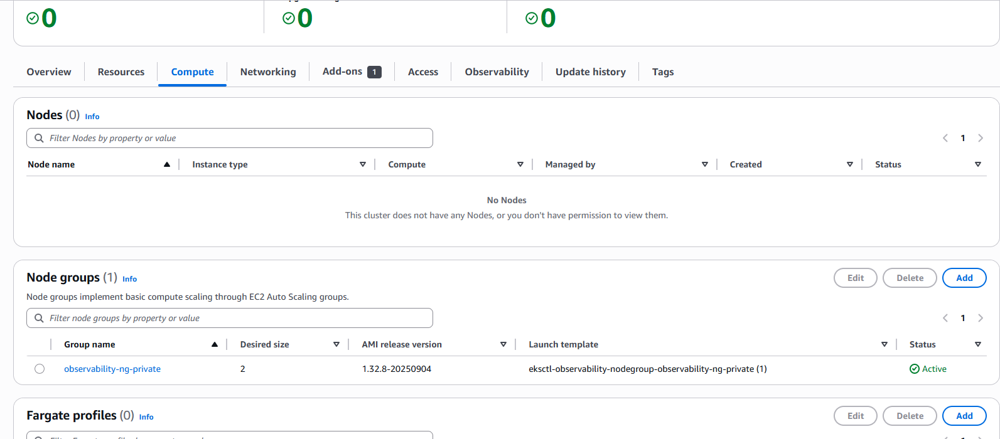 0 0 0
Overview Resources Compute Networking Add-ons 1 Access Observability Update history Tags
Nodes (0) Info
Filter Nodes by property or value
1
Node name Instance type Compute Managed by Created Status
No Nodes
This cluster does not have any Nodes, or you don't have permission to view them.
Node groups (1) Info
Edit Delete Add
Node groups implement basic compute scaling through EC2 Auto Scaling groups.
Filter node groups by property or value
1
Group name Desired size AMI release version Launch template Status
observability-ng-private 2 1.32.8-20250904 eksctl-observability-nodegroup-observability-ng-private (1) Active
Fargate profiles (0) Info
Edit Delete Add